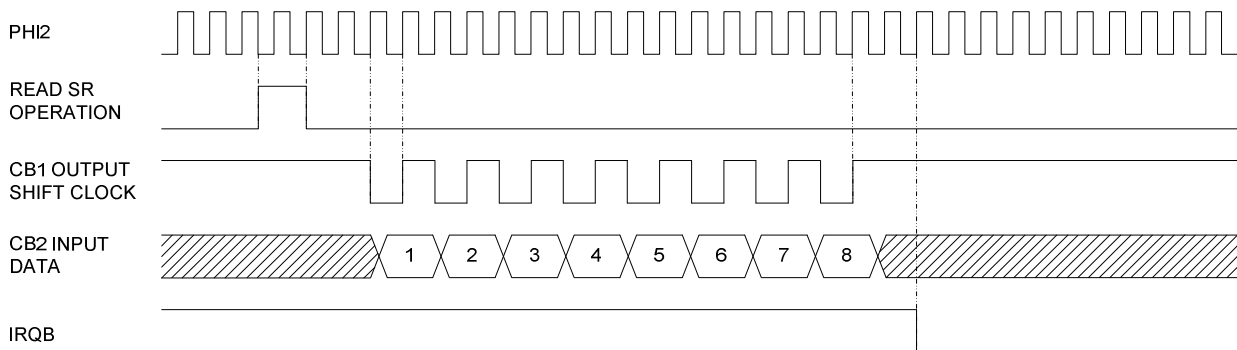 PHI2
READ SR
OPERATION
CB1 OUTPUT
SHIFT CLOCK
CB2 INPUT
DATA
1 2 3 4 5 6 7 8
IRQB